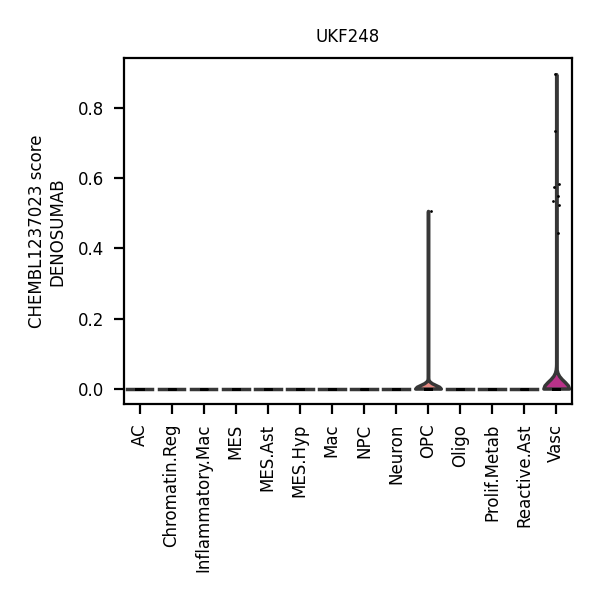 UKF248
CHEMBL1237023 score
DENOSUMAB
0.8
0.6
0.4
0.2
0.0
AC
Chromatin.Reg
Inflammatory.Mac
MES
MES.Ast
MES.Hyp
Mac
NPC
Neuron
OPC
Oligo
Prolif.Metab
Reactive.Ast
Vasc